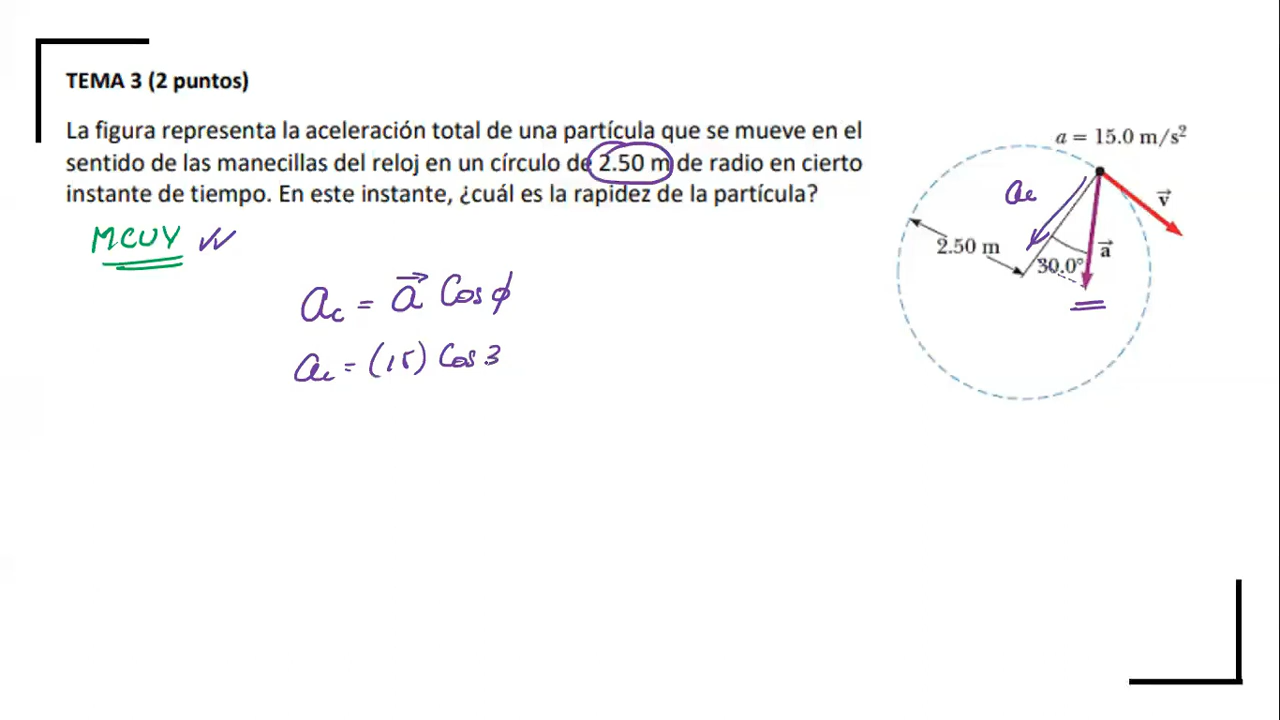 TEMA 3 (2 puntos)
La figura representa la aceleración total de una partícula que se mueve en el
sentido de las manecillas del reloj en un círculo de 2.50 m de radio en cierto
instante de tiempo. En este instante, ¿cuál es la rapidez de la partícula?
MCUV
ac = a⃗ Cos ϕ
ac = (15) Cos 3
a = 15.0 m/s²
ac
v⃗
2.50 m
30.0°
a⃗